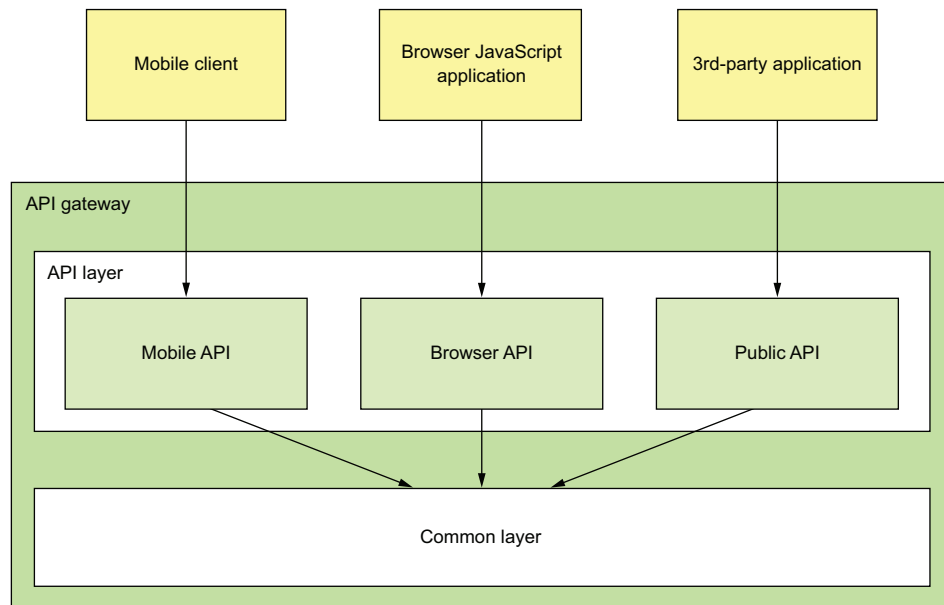 Mobile client
Browser JavaScript
application
3rd-party application
API gateway
API layer
Mobile API
Browser API
Public API
Common layer